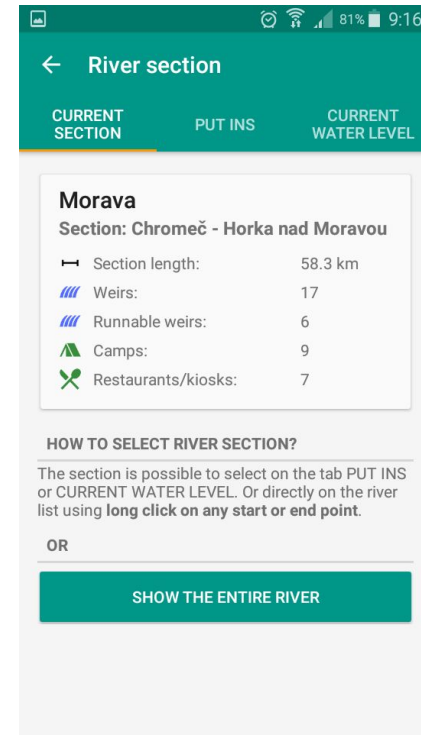 81% 9:16
River section
CURRENT SECTION
PUT INS
CURRENT WATER LEVEL
Morava
Section: Chromeč - Horka nad Moravou
Section length: 58.3 km
Weirs: 17
Runnable weirs: 6
Camps: 9
Restaurants/kiosks: 7
HOW TO SELECT RIVER SECTION?
The section is possible to select on the tab PUT INS
or CURRENT WATER LEVEL. Or directly on the river
list using long click on any start or end point.
OR
SHOW THE ENTIRE RIVER